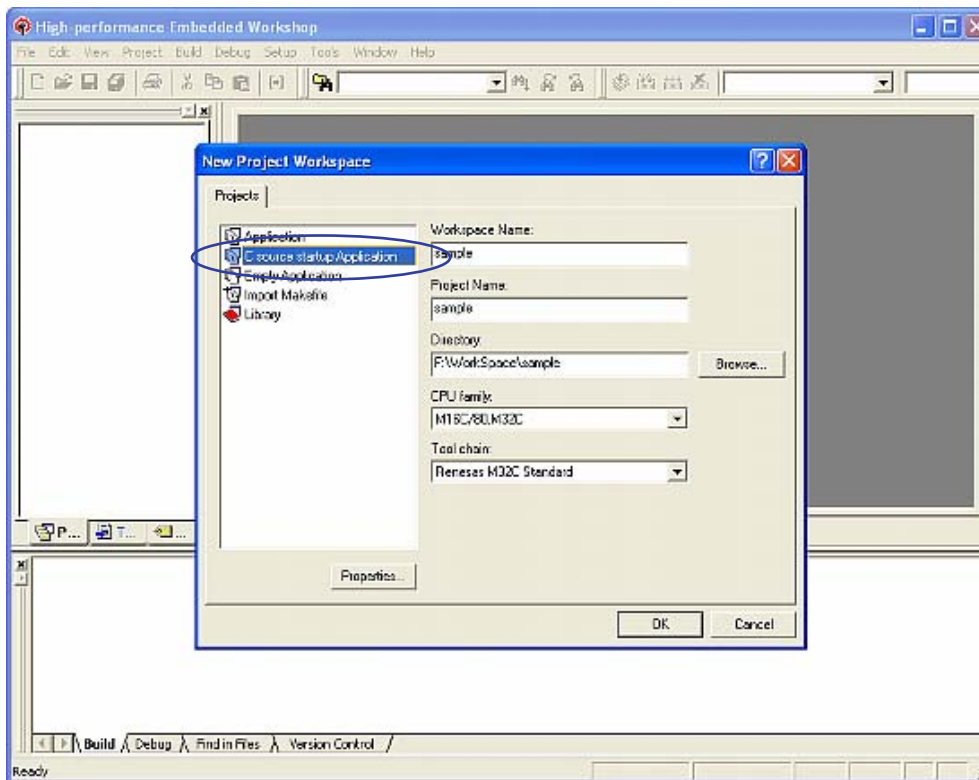 High-performance Embedded Workshop
File Edit View Project Build Debug Setup Tools Window Help
New Project Workspace
Projects
Application
C source startup Application
Empty Application
Import Makefile
Library
Properties...
Workspace Name:
sample
Project Name:
sample
Directory:
F:\WorkSpace\sample
Browse...
CPU family:
M16C/80,M32C
Tool chain:
Renesas M32C Standard
OK Cancel
P... T... ...
Build Debug Find in Files Version Control
Ready